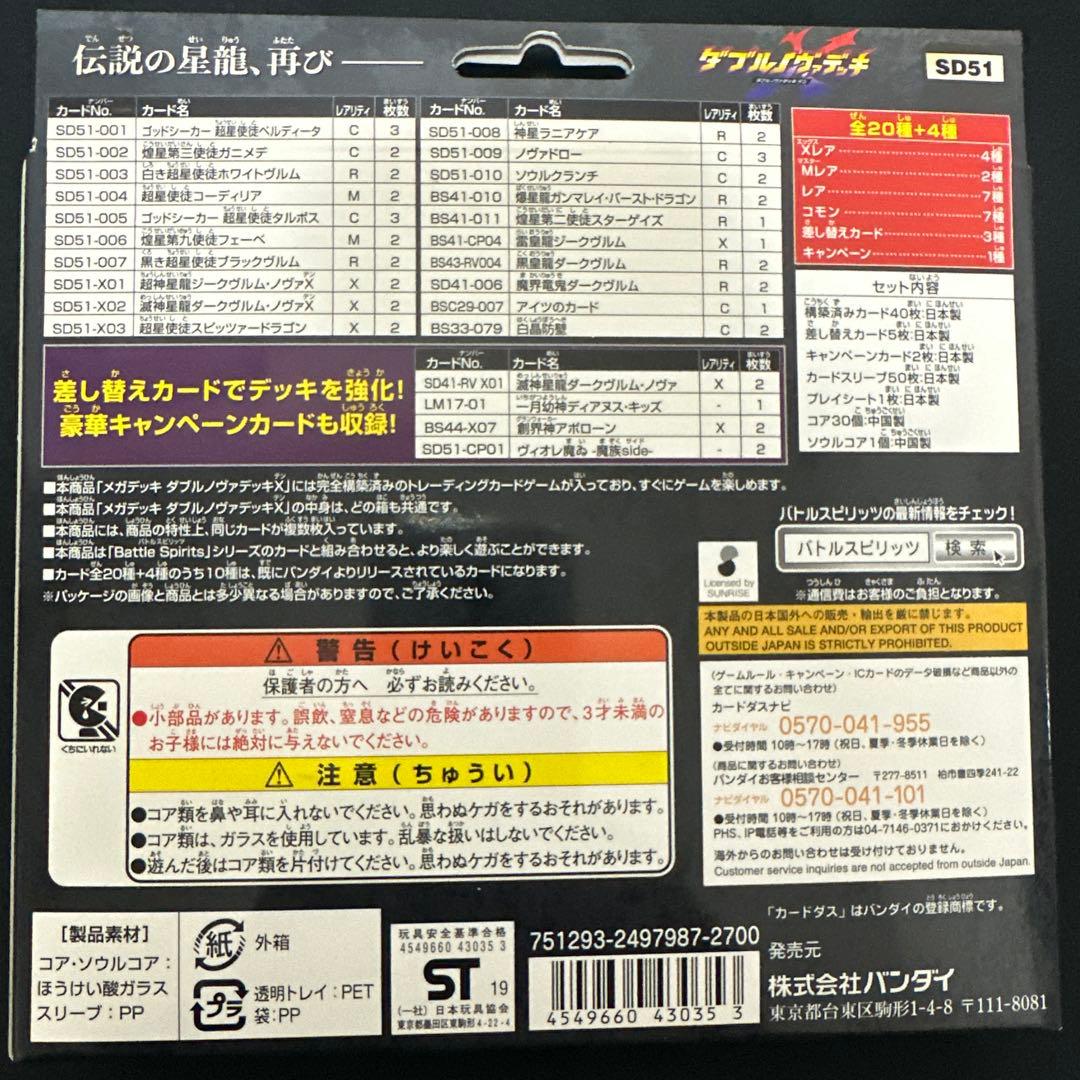 伝説の星龍、再び
ダブルノヴァデッキ
SD51
カードNo. カード名 レアリティ 枚数
SD51-001 ゴッドシーカー 超星使徒ベルディータ C 3
SD51-002 煌星第三使徒ガニメデ C 2
SD51-003 白き超星使徒ホワイトヴルム R 2
SD51-004 超星使徒コーディリア M 2
SD51-005 ゴッドシーカー 超星使徒タルボス C 3
SD51-006 煌星第九使徒フェーベ M 2
SD51-007 黒き超星使徒ブラックヴルム R 2
SD51-X01 超神星龍ジークヴルム・ノヴァX X 2
SD51-X02 滅神星龍ダークヴルム・ノヴァX X 2
SD51-X03 超星使徒スピッツァードラゴン X 2
カードNo. カード名 レアリティ 枚数
SD51-008 神星ラニアケア R 2
SD51-009 ノヴァドロー C 3
SD51-010 ソウルクランチ C 2
BS41-010 爆星龍ガンマレイ・バーストドラゴン R 2
BS41-011 煌星第二使徒スターゲイズ R 1
BS41-CP04 雷皇龍ジークヴルム X 1
BS43-RV004 黒皇龍ダークヴルム R 2
SD41-006 魔界竜鬼ダークヴルム R 2
BSC29-007 アイツのカード C 1
BS33-079 白晶防壁 C 2
全20種+4種
Xレア 4種
Mレア 2種
レア 7種
コモン 7種
差し替えカード 3種
キャンペーン 1種
セット内容
構築済みカード40枚:日本製
差し替えカード5枚:日本製
キャンペーンカード2枚:日本製
カードスリーブ50枚:日本製
プレイシート1枚:日本製
コア30個:中国製
ソウルコア1個:中国製
差し替えカードでデッキを強化!
豪華キャンペーンカードも収録!
カードNo. カード名 レアリティ 枚数
SD41-RV X01 滅神星龍ダークヴルム・ノヴァ X 2
LM17-01 一月幼神ディアヌス・キッズ - 1
BS44-X07 創界神アポローン X 2
SD51-CP01 ヴィオレ魔ゐ -魔族side- - 2
■本商品「メガデッキ ダブルノヴァデッキX」には完全構築済みのトレーディングカードゲームが入っており、すぐにゲームを楽しめます。
■本商品「メガデッキ ダブルノヴァデッキX」の中身は、どの箱も共通です。
■本商品には、商品の特性上、同じカードが複数枚入っています。
■本商品は「Battle Spirits」シリーズのカードと組み合わせると、より楽しく遊ぶことができます。
■カード全20種+4種のうち10種は、既にバンダイよりリリースされているカードになります。
※パッケージの画像と商品とは多少異なる場合がありますので、ご了承ください。
バトルスピリッツの最新情報をチェック!
バトルスピリッツ 検索
※通信費はお客様のご負担となります。
Licensed by
SUNRISE
本製品の日本国外への販売・輸出を厳に禁じます。
ANY AND ALL SALE AND/OR EXPORT OF THIS PRODUCT
OUTSIDE JAPAN IS STRICTLY PROHIBITED.
くちにいれない
警告(けいこく)
保護者の方へ 必ずお読みください。
●小部品があります。誤飲、窒息などの危険がありますので、3才未満の
お子様には絶対に与えないでください。
注意(ちゅうい)
●コア類を鼻や耳に入れないでください。思わぬケガをするおそれがあります。
●コア類は、ガラスを使用しています。乱暴な扱いはしないでください。
●遊んだ後はコア類を片付けてください。思わぬケガをするおそれがあります。
(ゲームルール・キャンペーン・ICカードのデータ破損など商品以外の
全てに関するお問い合わせ)
カードダスナビ
ナビダイヤル 0570-041-955
●受付時間 10時〜17時(祝日、夏季・冬季休業日を除く)
(商品に関するお問い合わせ)
バンダイお客様相談センター 〒277-8511 柏市豊四季241-22
ナビダイヤル 0570-041-101
●受付時間 10時〜17時(祝日、夏季・冬季休業日を除く)
PHS、IP電話等をご利用の方は04-7146-0371におかけください。
海外からのお問い合わせは受け付けておりません。
Customer service inquiries are not accepted from outside Japan.
「カードダス」はバンダイの登録商標です。
[製品素材]
コア・ソウルコア:
ほうけい酸ガラス
スリーブ:PP
紙 外箱
プラ 透明トレイ:PET
袋:PP
玩具安全基準合格
4549660 43035 3
ST 19
(一社)日本玩具協会
東京都墨田区東駒形4-22-4
751293-2497987-2700
4549660 430353
発売元
株式会社バンダイ
東京都台東区駒形1-4-8 〒111-8081